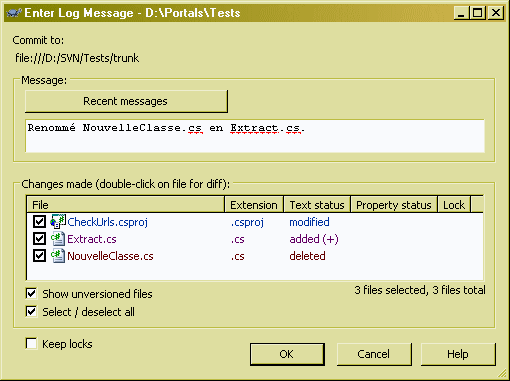 Enter Log Message - D:\Portals\Tests
Commit to:
file:///D:/SVN/Tests/trunk
Message:
Recent messages
Renommé NouvelleClasse.cs en Extract.cs.
Changes made (double-click on file for diff):
File Extension Text status Property status Lock
CheckUrls.csproj .csproj modified
Extract.cs .cs added (+)
NouvelleClasse.cs .cs deleted
Show unversioned files 3 files selected, 3 files total
Select / deselect all
Keep locks OK Cancel Help